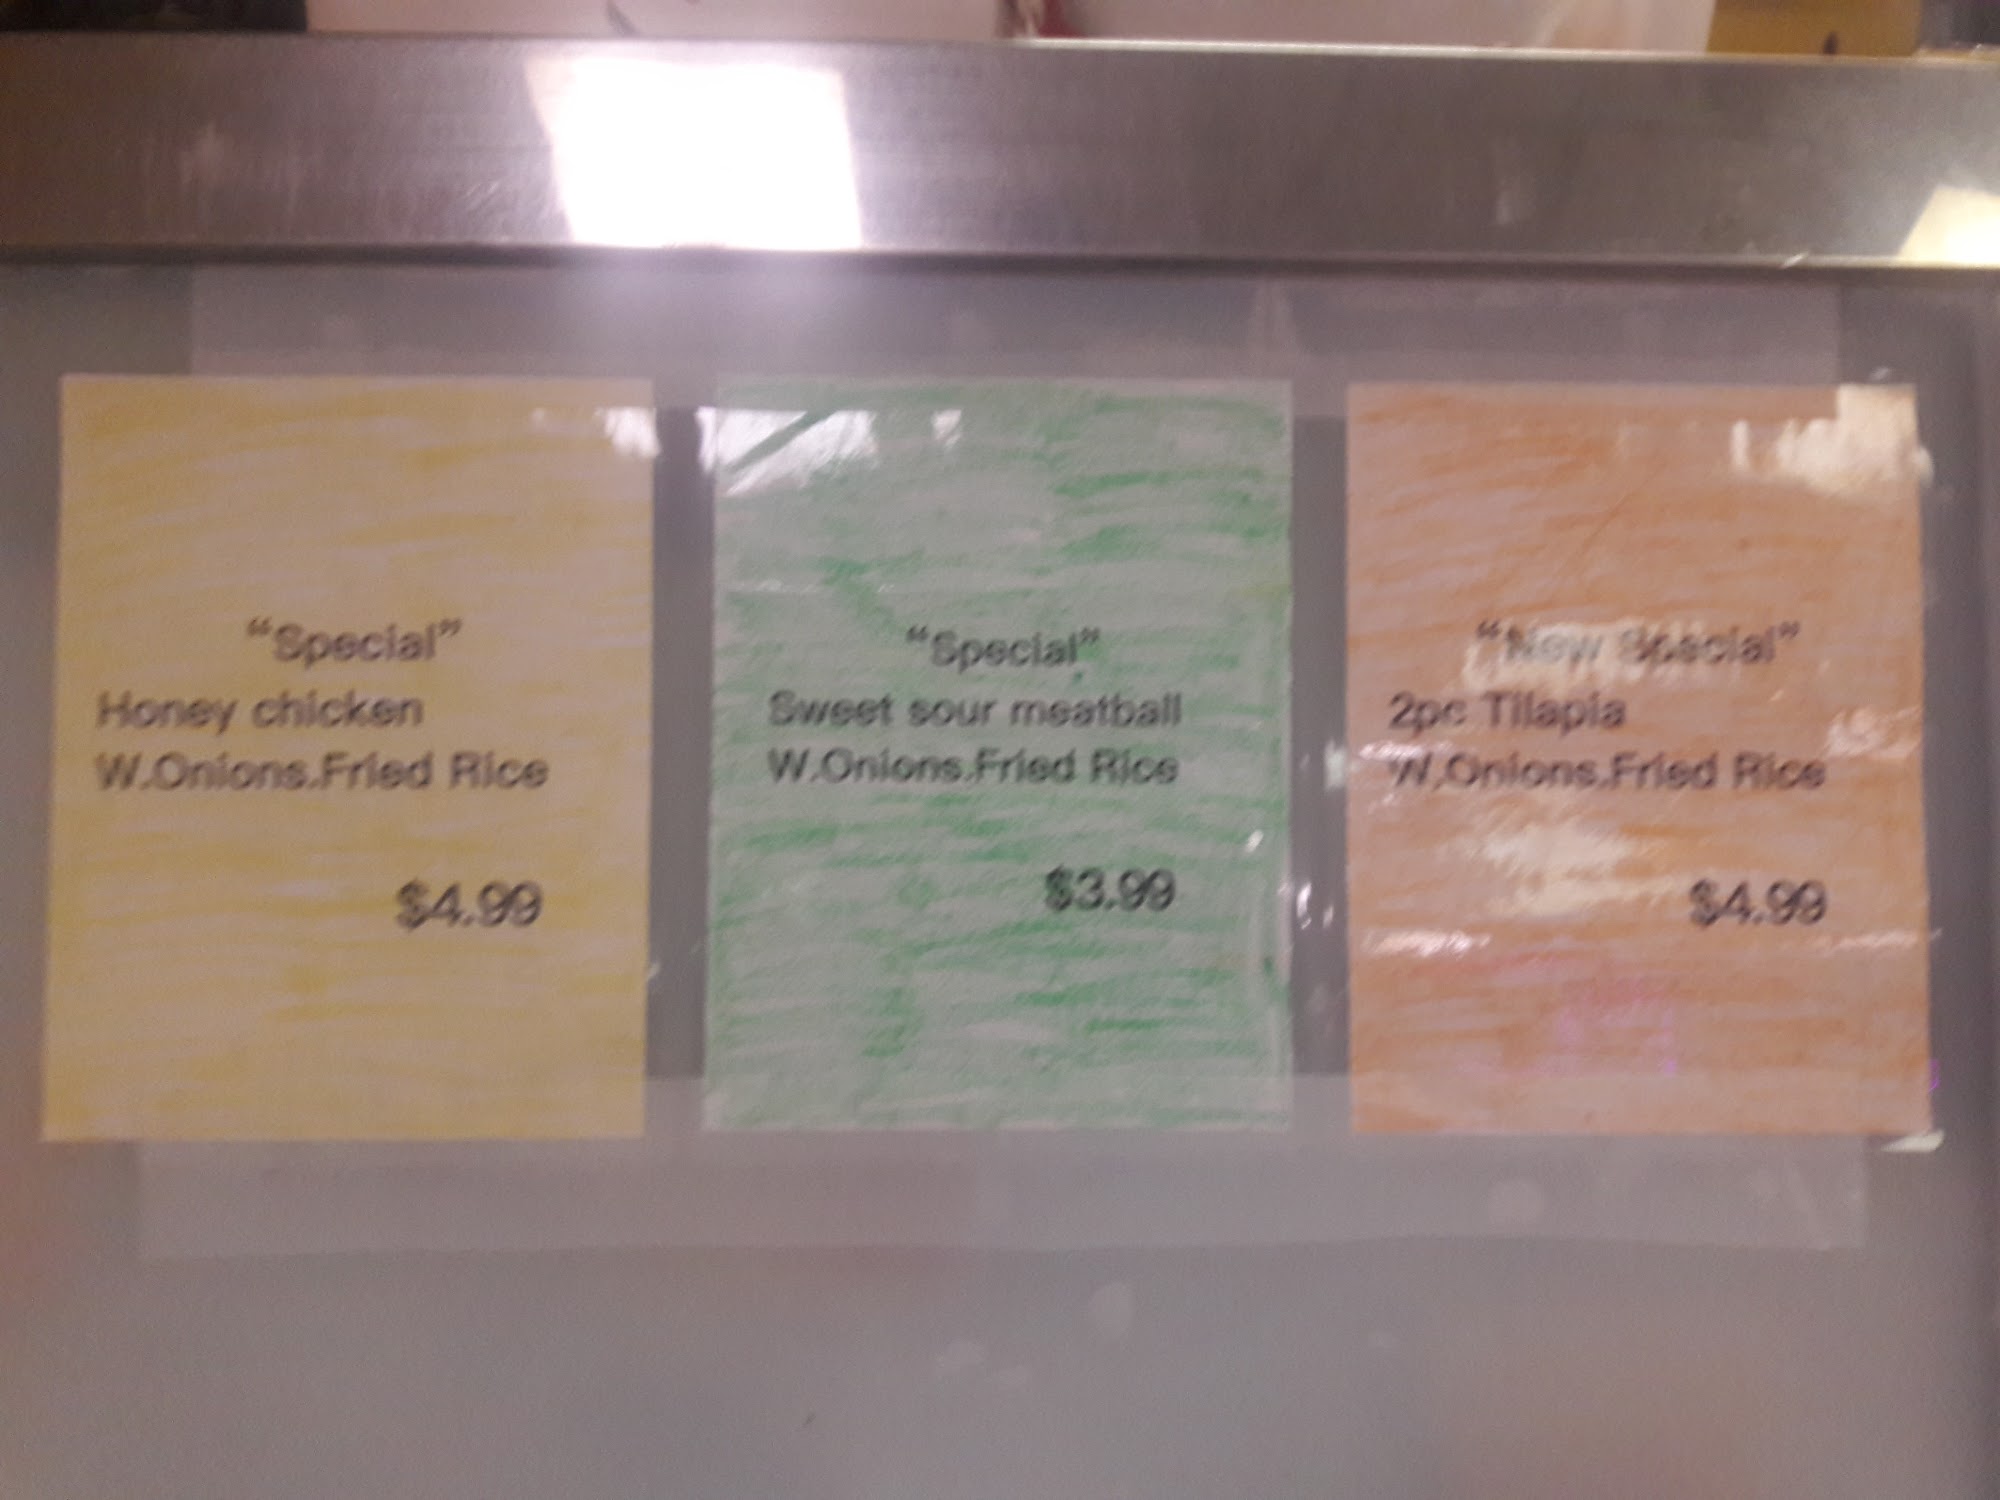 “Special”
Honey chicken
W.Onions.Fried Rice
$4.99
“Special”
Sweet sour meatball
W.Onions.Fried Rice
$3.99
“New Special”
2pc Tilapia
W.Onions.Fried Rice
$4.99